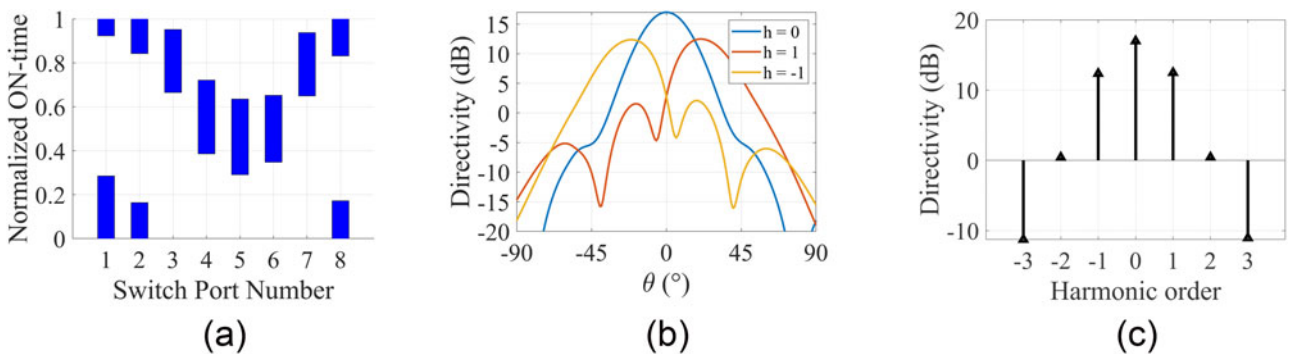 Normalized ON-time
1
0.8
0.6
0.4
0.2
0
1 2 3 4 5 6 7 8
Switch Port Number
(a)
Directivity (dB)
15
10
5
0
-5
-10
-15
-20
-90 -45 0 45 90
θ (°)
h = 0
h = 1
h = -1
(b)
Directivity (dB)
20
10
0
-10
-3 -2 -1 0 1 2 3
Harmonic order
(c)